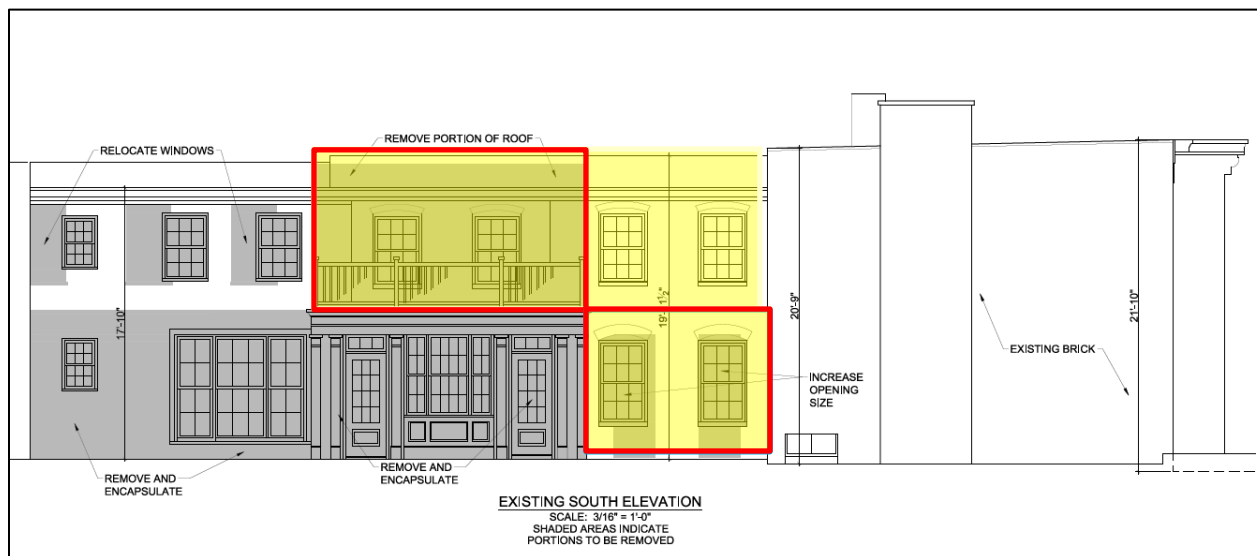 REMOVE PORTION OF ROOF
RELOCATE WINDOWS
17'-10"
19'-1½"
20'-9"
21'-10"
EXISTING BRICK
INCREASE
OPENING
SIZE
REMOVE AND
ENCAPSULATE
REMOVE AND
ENCAPSULATE
EXISTING SOUTH ELEVATION
SCALE: 3/16" = 1'-0"
SHADED AREAS INDICATE
PORTIONS TO BE REMOVED